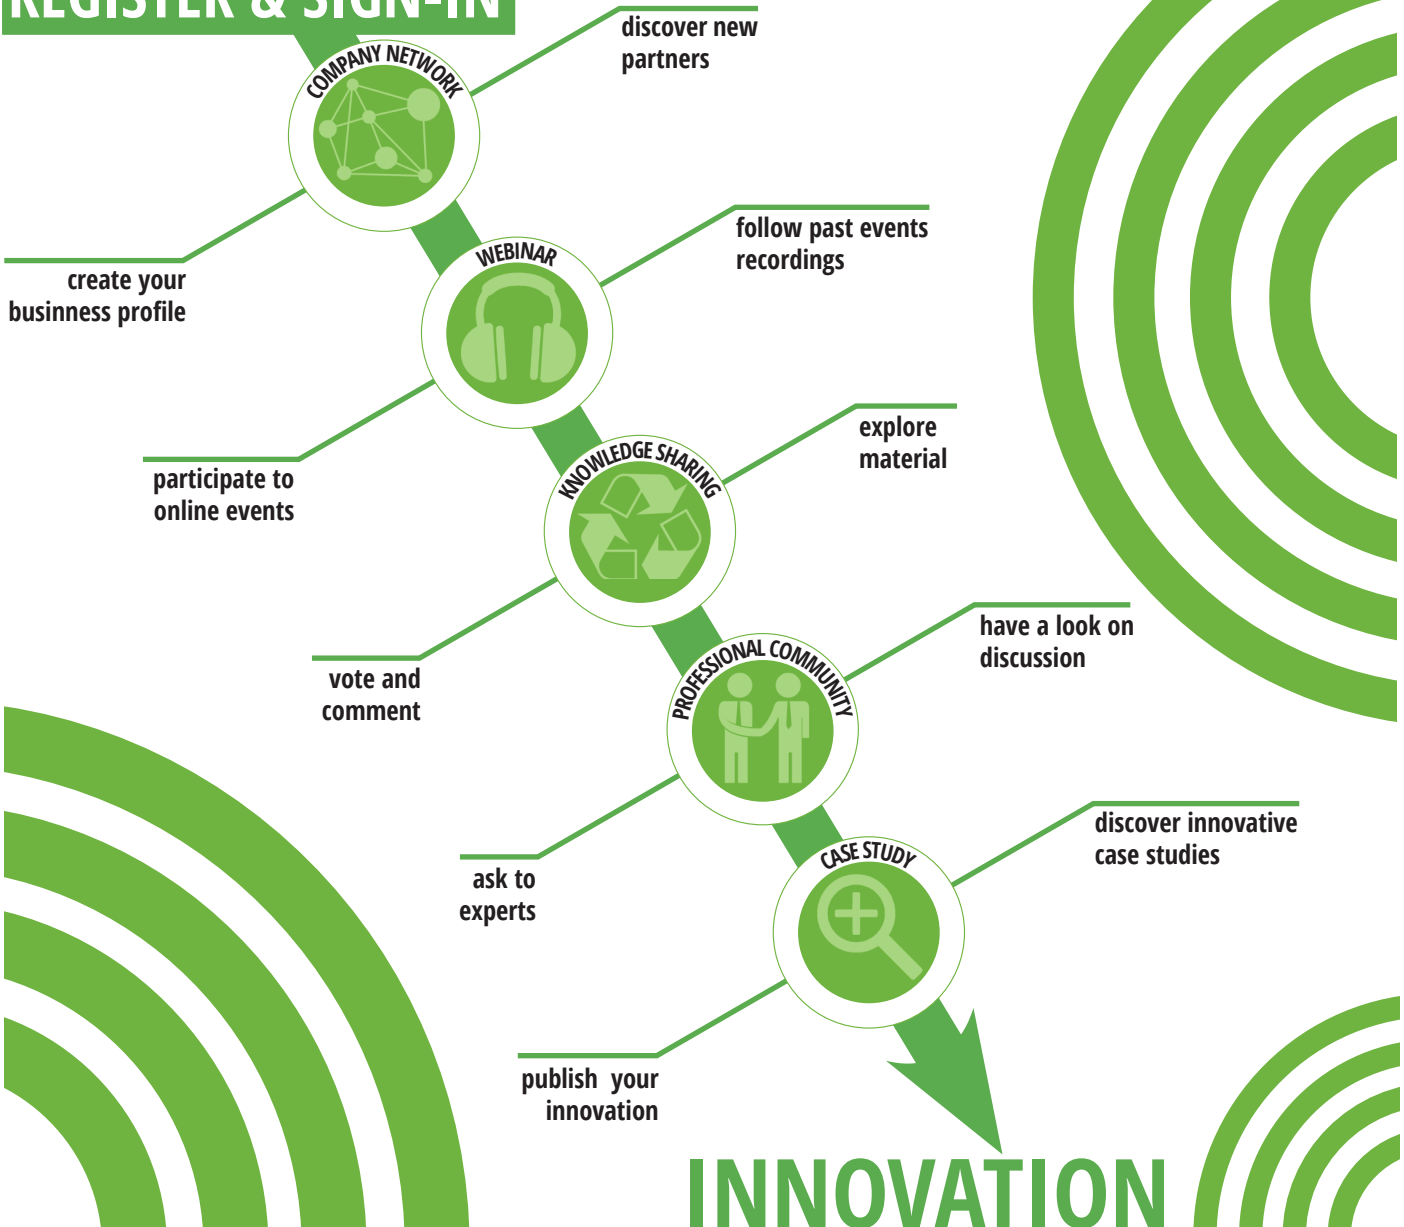 REGISTER & SIGN-IN
discover new
partners
COMPANY NETWORK
create your
businness profile
follow past events
recordings
WEBINAR
participate to
online events
explore
material
KNOWLEDGE SHARING
vote and
comment
have a look on
discussion
PROFESSIONAL COMMUNITY
ask to
experts
discover innovative
case studies
CASE STUDY
publish your
innovation
INNOVATION